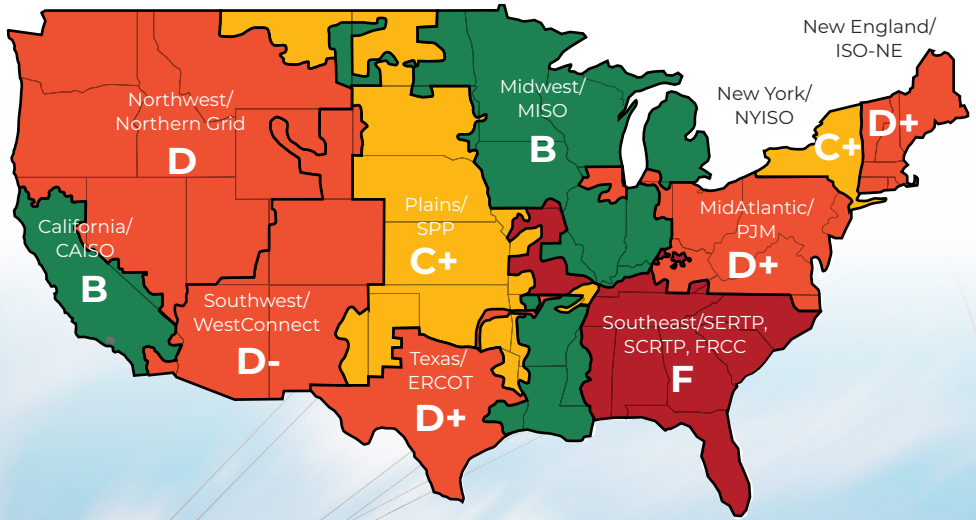 New England/
ISO-NE
D+
New York/
NYISO
C+
Northwest/
Northern Grid
D
Midwest/
MISO
B
California/
CAISO
B
Plains/
SPP
C+
MidAtlantic/
PJM
D+
Southwest/
WestConnect
D-
Texas/
ERCOT
D+
Southeast/SERTP,
SCRTP, FRCC
F